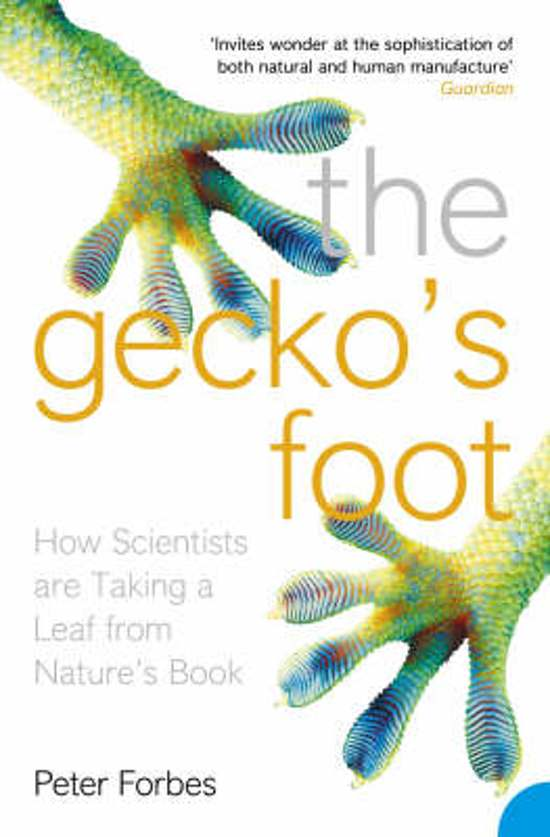 'Invites wonder at the sophistication of
both natural and human manufacture'
Guardian
the
gecko's
foot
How Scientists
are Taking a
Leaf from
Nature's Book
Peter Forbes